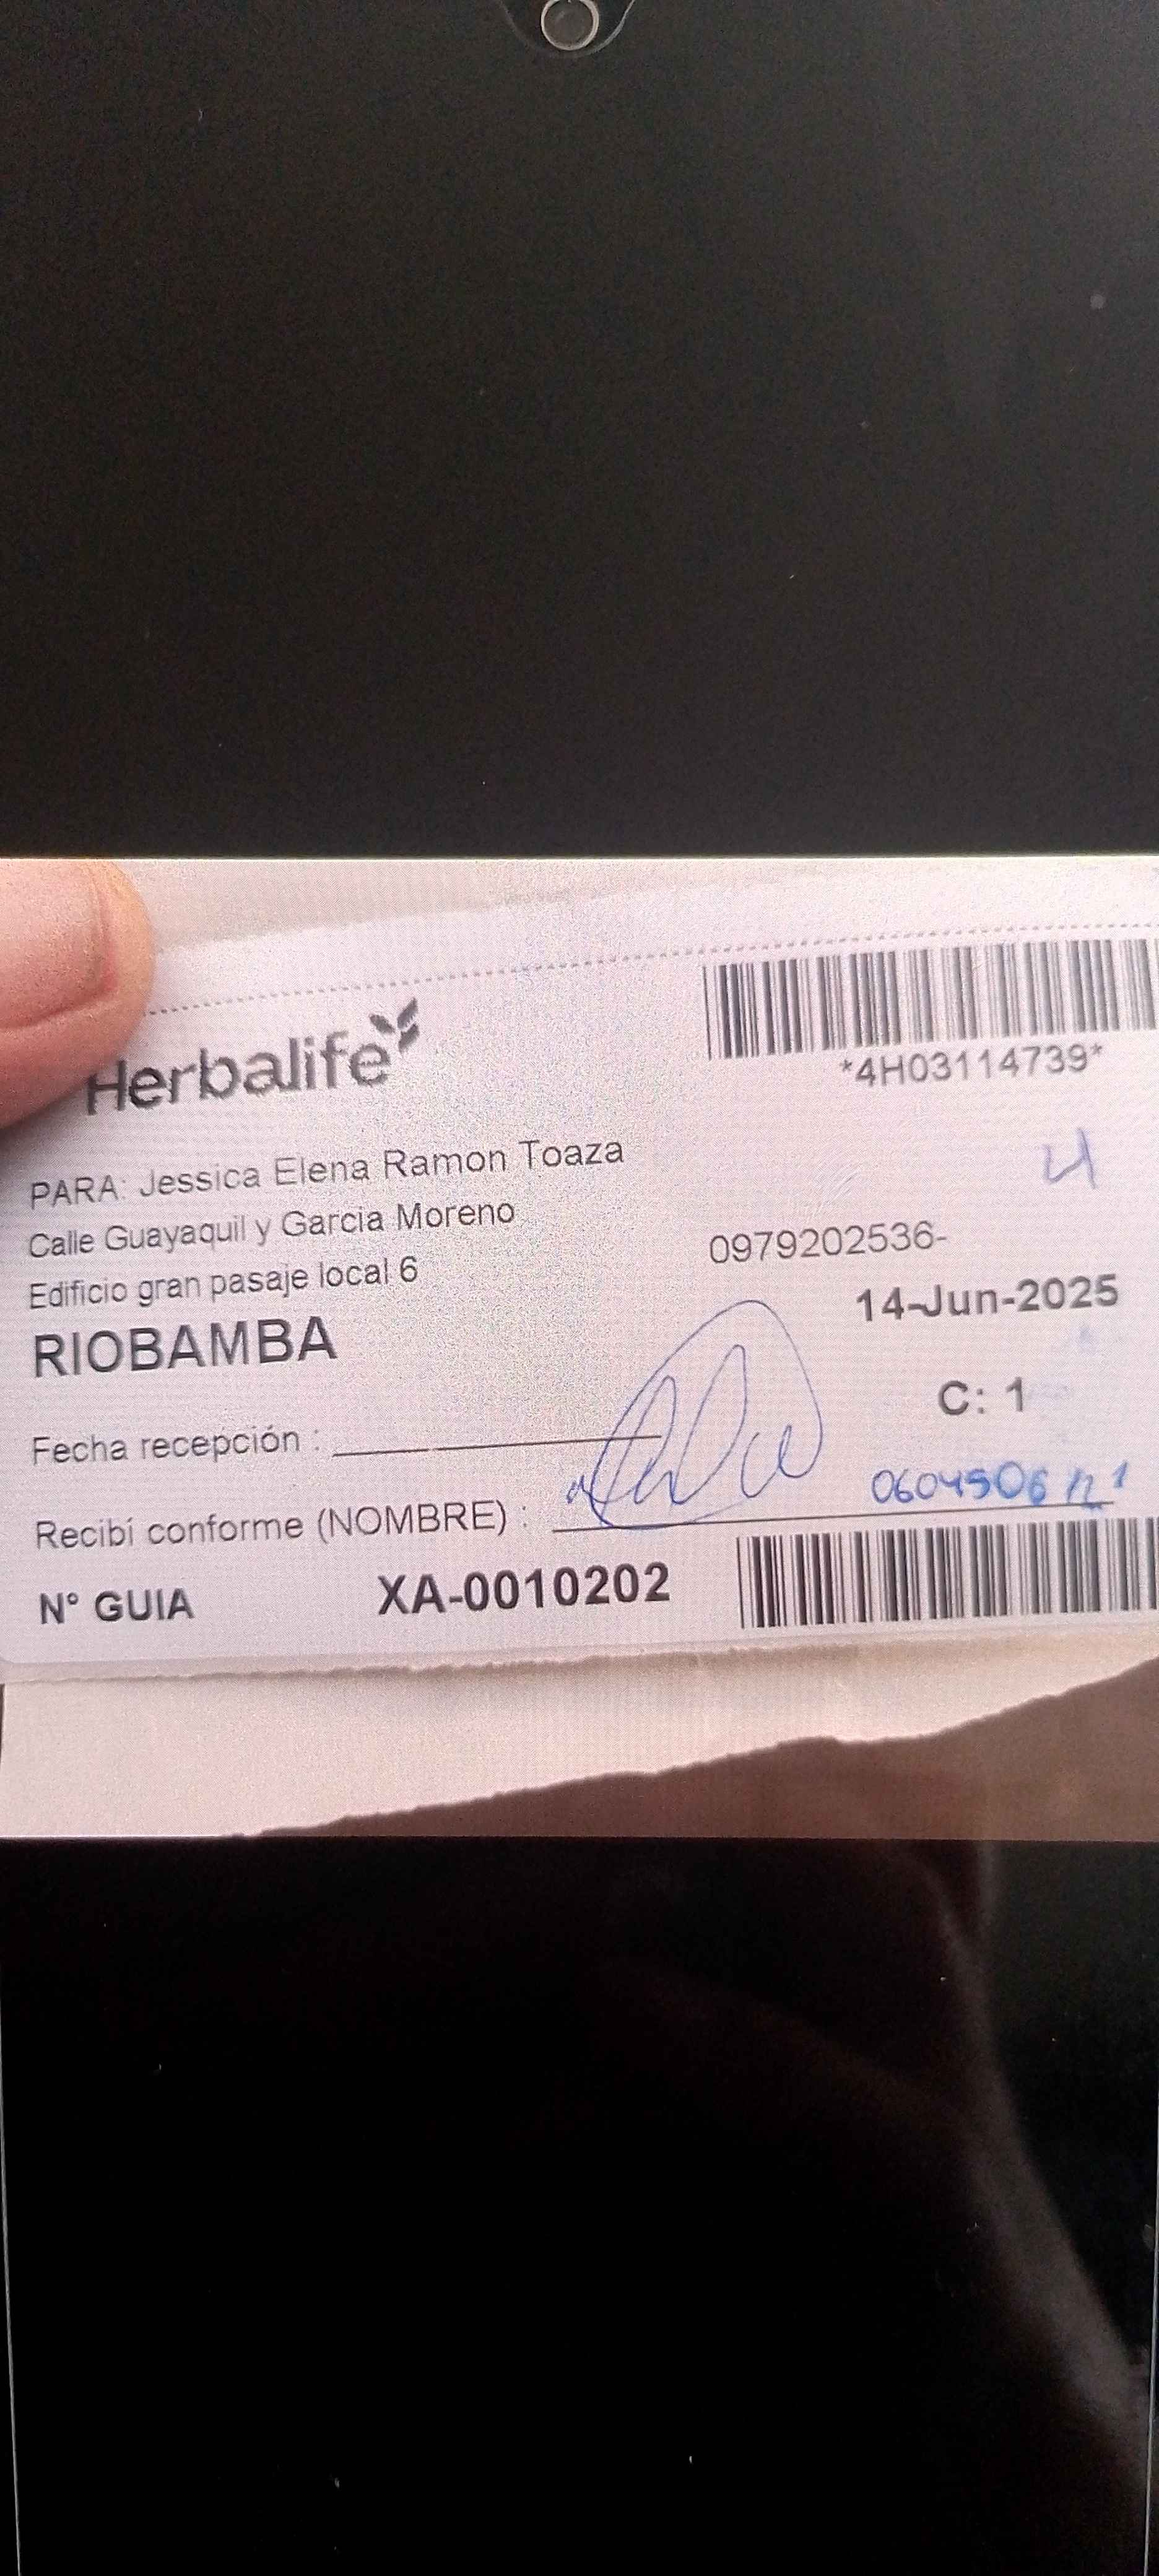 Herbalife
*4H03114739*
PARA: Jessica Elena Ramon Toaza
4
Calle Guayaquil y Garcia Moreno
0979202536-
Edificio gran pasaje local 6
14-Jun-2025
RIOBAMBA
C: 1
Fecha recepción :
Recibí conforme (NOMBRE) :
N° GUIA XA-0010202